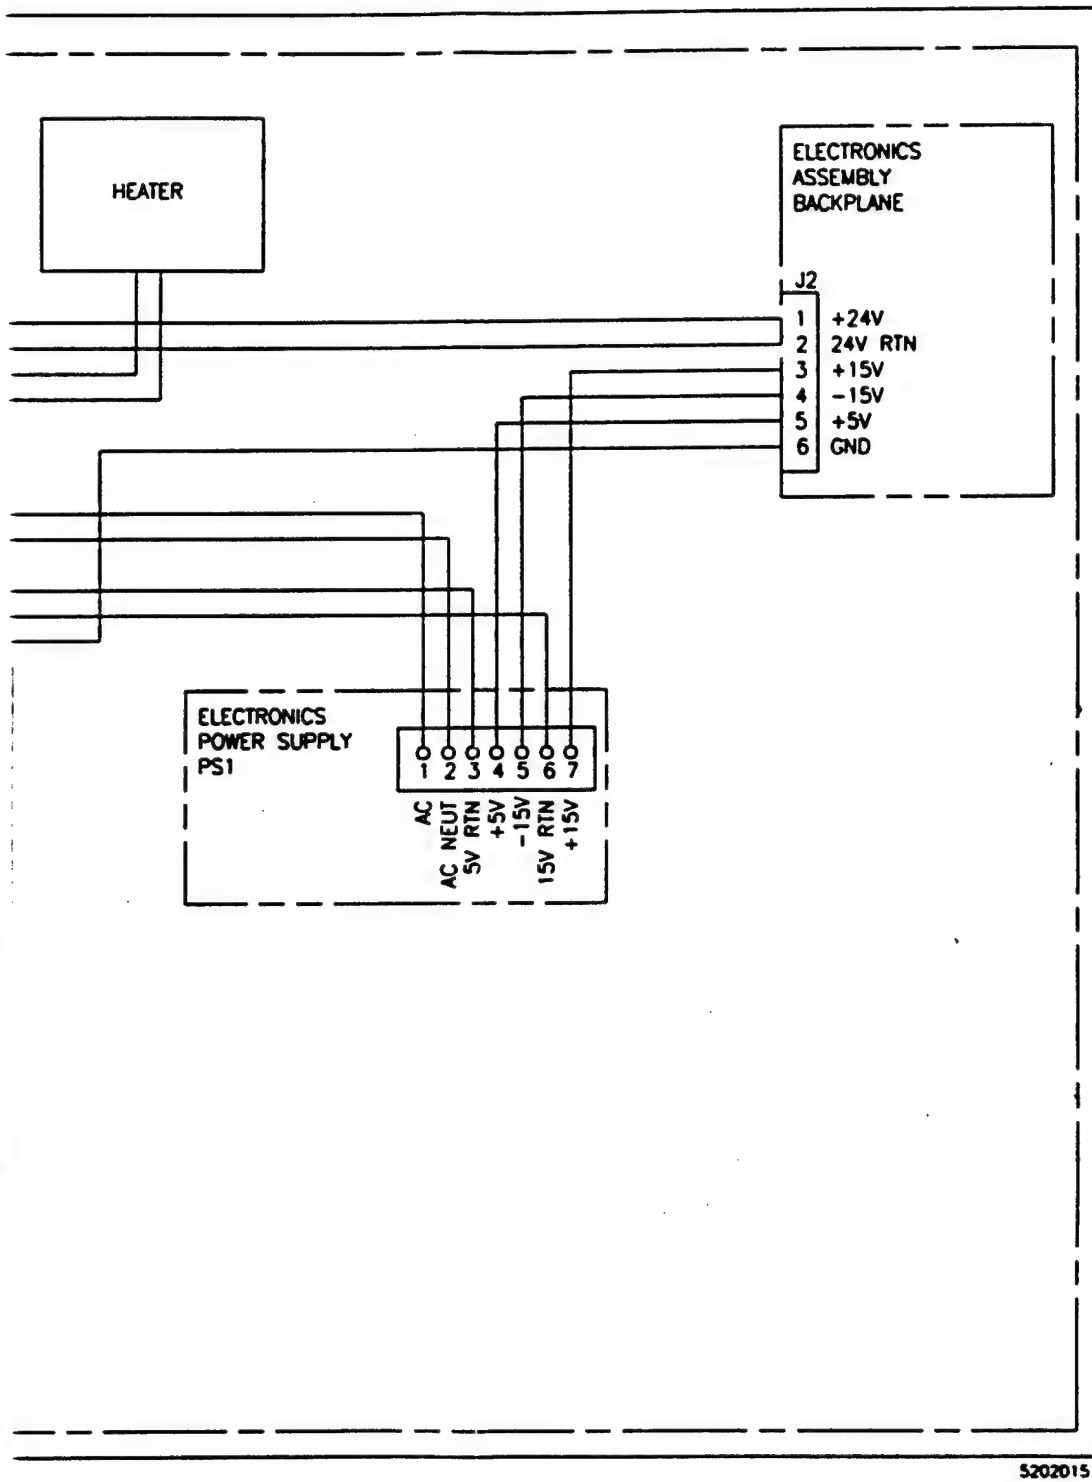 HEATER
ELECTRONICS
ASSEMBLY
BACKPLANE
J2
1 +24V
2 24V RTN
3 +15V
4 -15V
5 +5V
6 GND
ELECTRONICS
POWER SUPPLY
PS1
1 2 3 4 5 6 7
AC
AC NEUT
5V RTN
+5V
-15V
15V RTN
+15V
5202015